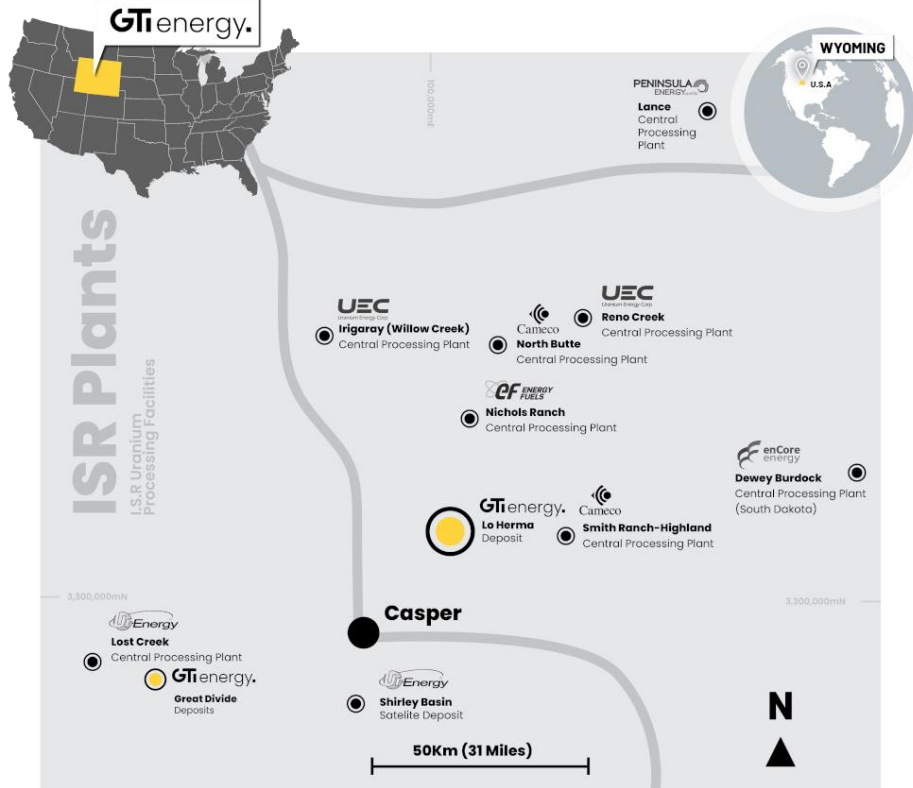 GTi energy.
WYOMING
U.S.A
100,000mE
PENINSULA
ENERGY
Lance
Central
Processing
Plant
ISR Plants
I.S.R Uranium
Processing Facilities
UEC
Uranium Energy Corp
Irigaray (Willow Creek)
Central Processing Plant
Cameco
North Butte
Central Processing Plant
UEC
Uranium Energy Corp
Reno Creek
Central Processing Plant
eF ENERGY
FUELS
Nichols Ranch
Central Processing Plant
enCore
energy
Dewey Burdock
Central Processing Plant
(South Dakota)
GTi energy.
Lo Herma
Deposit
Cameco
Smith Ranch-Highland
Central Processing Plant
3,300,000mN
3,300,000mN
Casper
Energy
Lost Creek
Central Processing Plant
GTi energy.
Great Divide
Deposits
Energy
Shirley Basin
Satelite Deposit
50Km (31 Miles)
N